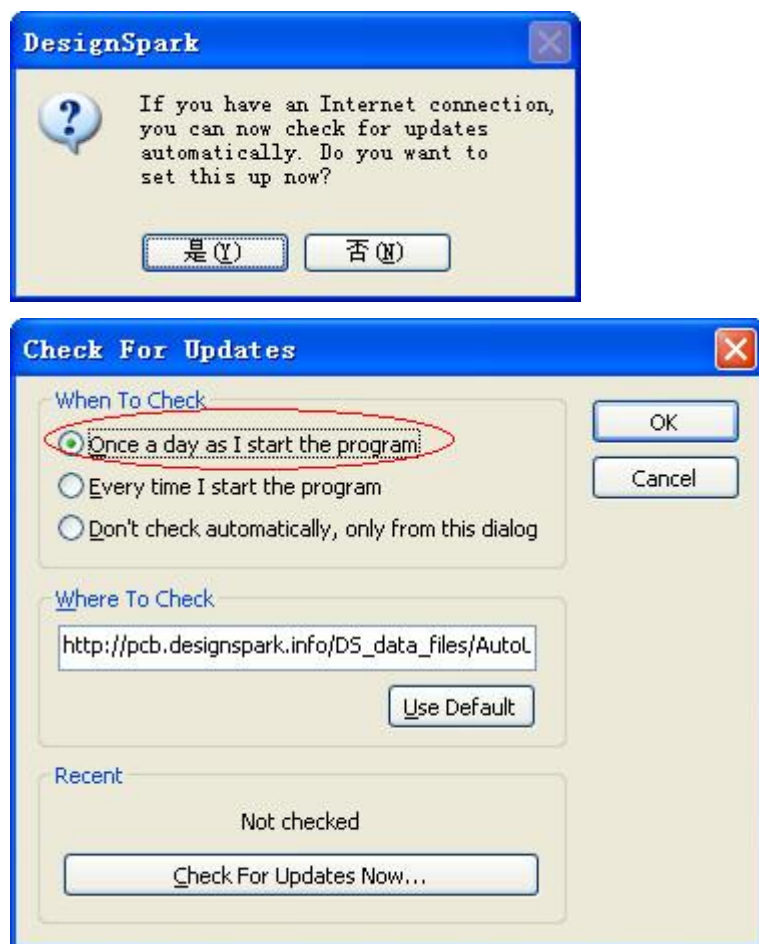 DesignSpark
If you have an Internet connection,
you can now check for updates
automatically. Do you want to
set this up now?
是(Y)
否(N)
Check For Updates
When To Check
OK
Once a day as I start the program
Every time I start the program
Cancel
Don't check automatically, only from this dialog
Where To Check
http://pcb.designspark.info/DS_data_files/AutoU
Use Default
Recent
Not checked
Check For Updates Now...